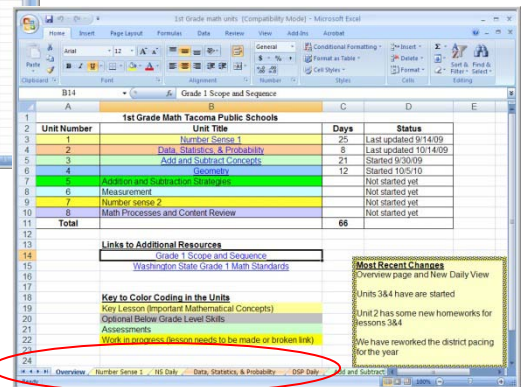 1st Grade math units [Compatibility Mode] - Microsoft Excel
Home Insert Page Layout Formulas Data Review View Add-Ins Acrobat
Arial 12 General Conditional Formatting Insert
Paste Format as Table Delete Sort & Find &
Cell Styles Format Filter Select
Clipboard Font Alignment Number Styles Cells Editing
B14 Grade 1 Scope and Sequence
A B C D E
1 1st Grade Math Tacoma Public Schools
2 Unit Number Unit Title Days Status
3 1 Number Sense 1 25 Last updated 9/14/09
4 2 Data, Statistics, & Probability 8 Last updated 10/14/09
5 3 Add and Subtract Concepts 21 Started 9/30/09
6 4 Geometry 12 Started 10/5/10
7 5 Addition and Subtraction Strategies Not started yet
8 6 Measurement Not started yet
9 7 Number sense 2 Not started yet
10 8 Math Processes and Content Review Not started yet
11 Total 66
12
13 Links to Additional Resources
14 Grade 1 Scope and Sequence
15 Washington State Grade 1 Math Standards
16
17
18 Key to Color Coding in the Units
19 Key Lesson (Important Mathematical Concepts)
20 Optional Below Grade Level Skills
21 Assessments
22 Work in progress (lesson needs to be made or broken link)
23
24
Most Recent Changes
Overview page and New Daily View
Units 3&4 have are started
Unit 2 has some new homeworks for
lessons 3&4
We have reworked the district pacing
for the year
Overview Number Sense 1 NS Daily Data, Statistics, & Probability DSP Daily Add and Subtract
Ready 100%